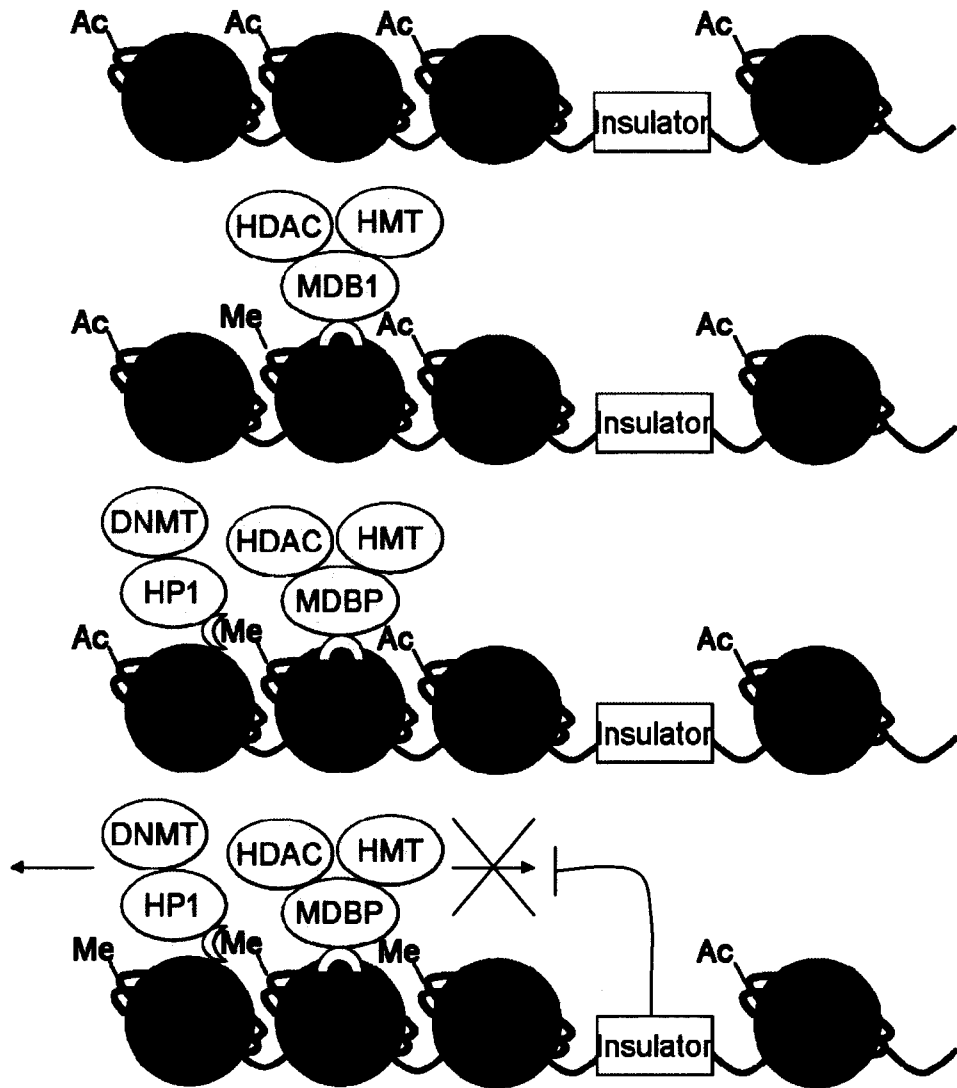 Ac Ac Ac Ac
Insulator
HDAC HMT
MDB1
Ac Me Ac Ac
Insulator
DNMT HDAC HMT
HP1 MDBP
Ac Me Ac Ac
Insulator
DNMT HDAC HMT
HP1 MDBP
Me Me Me Ac
Insulator